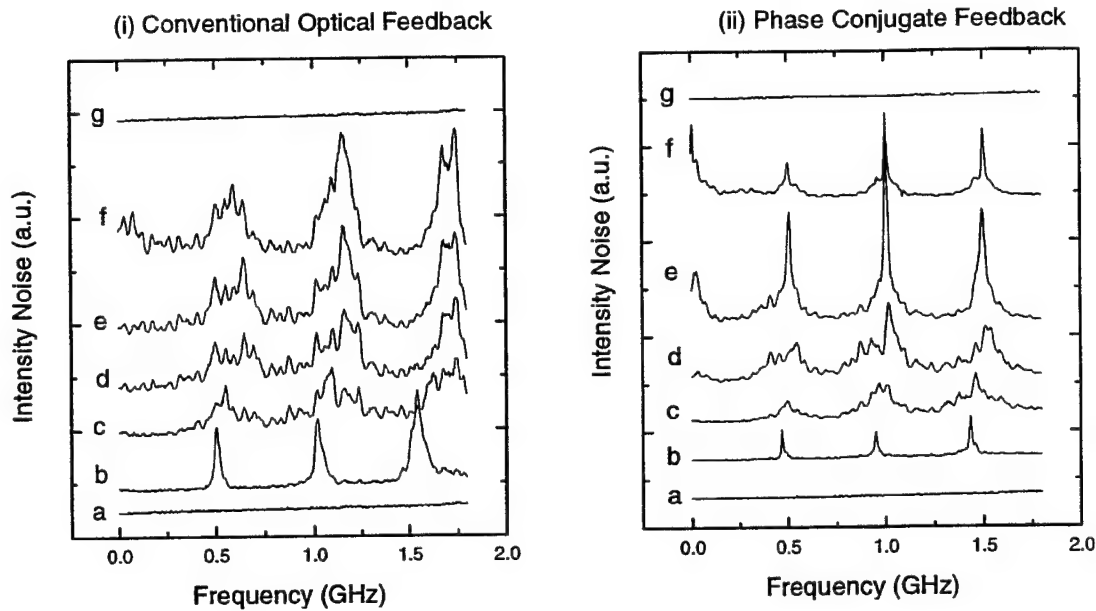 (i) Conventional Optical Feedback
(ii) Phase Conjugate Feedback
Intensity Noise (a.u.)
g
f
e
d
c
b
a
0.0 0.5 1.0 1.5 2.0
Frequency (GHz)
Intensity Noise (a.u.)
g
f
e
d
c
b
a
0.0 0.5 1.0 1.5 2.0
Frequency (GHz)